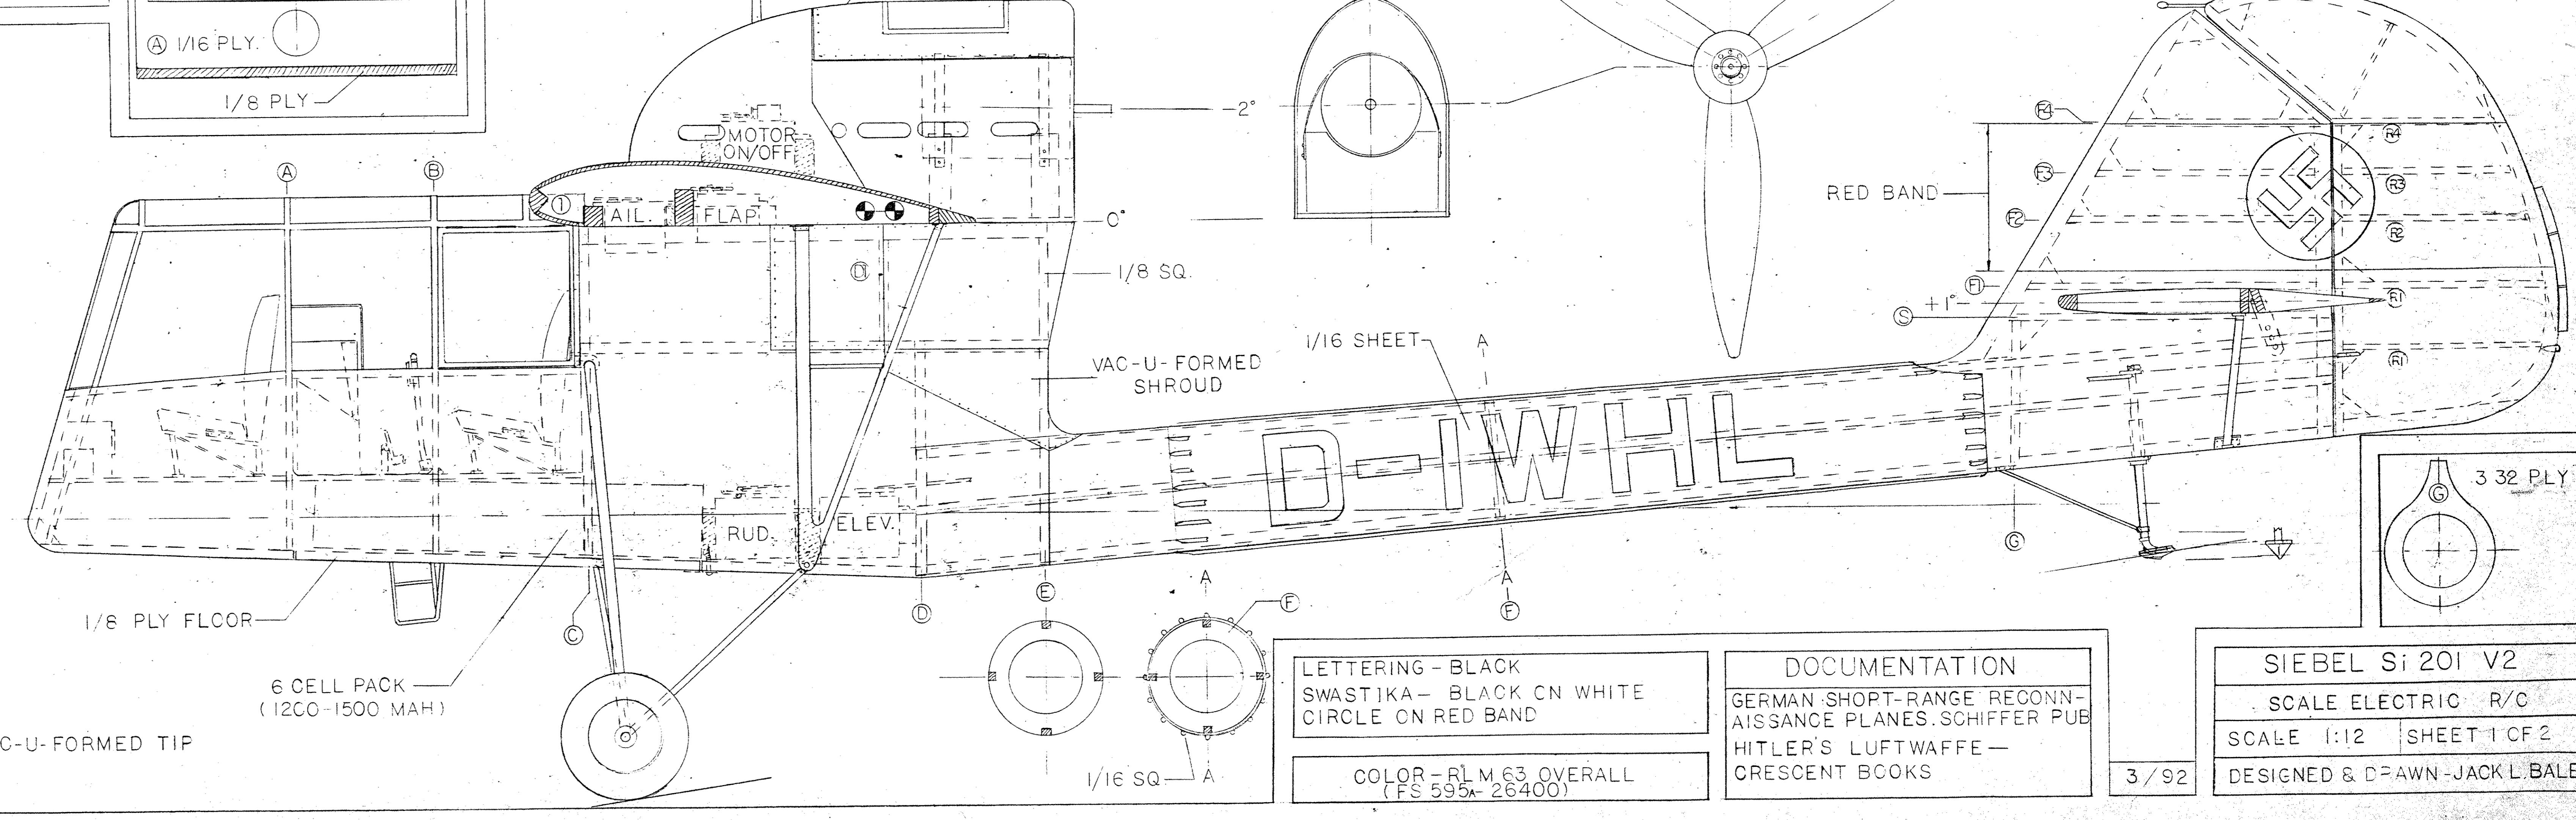 A 1/16 PLY.
1/8 PLY
MOTOR
ON/OFF
-2°
A
B
1
AIL.
FLAP
0°
D1
1/8 SQ.
VAC-U-FORMED
SHROUD
1/16 SHEET
A
D-IWHL
RED BAND
F4
F3
F2
F1
S
+1°
R4
R3
R2
R1
R1
RUD.
ELEV.
G
3 32 PLY
G
1/8 PLY FLOOR
C
D
E
A
F
A
F
6 CELL PACK
(1200-1500 MAH)
C-U-FORMED TIP
1/16 SQ.
A
LETTERING - BLACK
SWASTIKA - BLACK ON WHITE
CIRCLE ON RED BAND
COLOR - RLM 63 OVERALL
(FS 595A- 26400)
DOCUMENTATION
GERMAN SHORT-RANGE RECONN-
AISSANCE PLANES. SCHIFFER PUB
HITLER'S LUFTWAFFE —
CRESCENT BOOKS
3/92
SIEBEL Si 201 V2
SCALE ELECTRIC R/C
SCALE 1:12 SHEET 1 OF 2
DESIGNED & DRAWN - JACK L. BALE